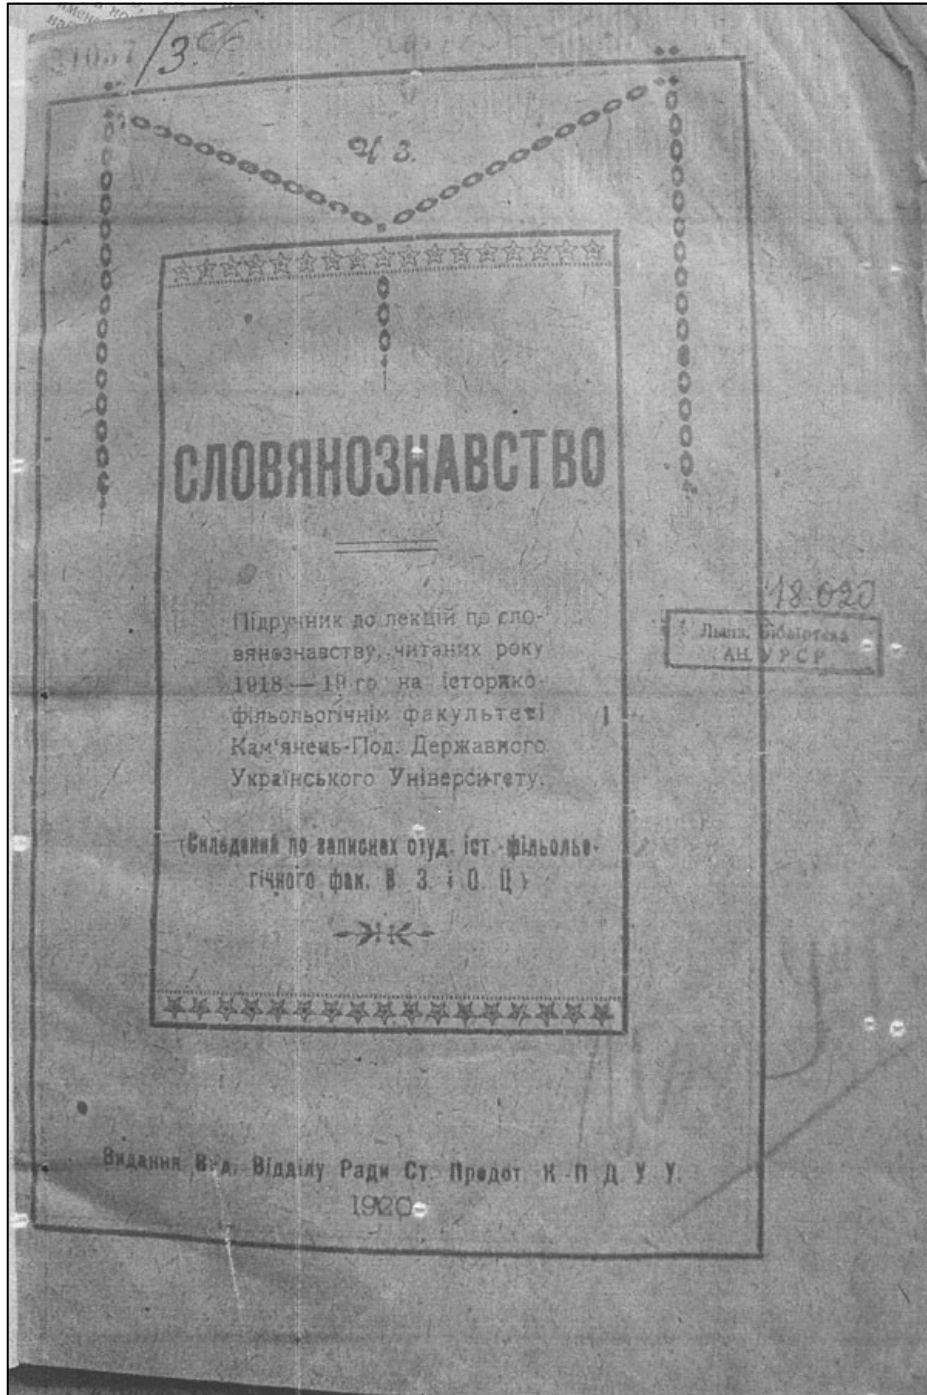 31057
13.
Ч 3.
СЛОВЯНОЗНАВСТВО
Підручник до лекцій по сло-
вянознавству, читаних року
1918—19 го на історико-
фільольогічнім факультеті
Кам'янець-Под. Державного
Українського Університету.
(Складений по записках студ. іст.-фільольо-
гічного фак. В З. і О. Ц)
18.020
Львів. Бібліотека
АН УРСР
Видання Вид. Відділу Ради Ст. Предст. К-П Д У У.
1920